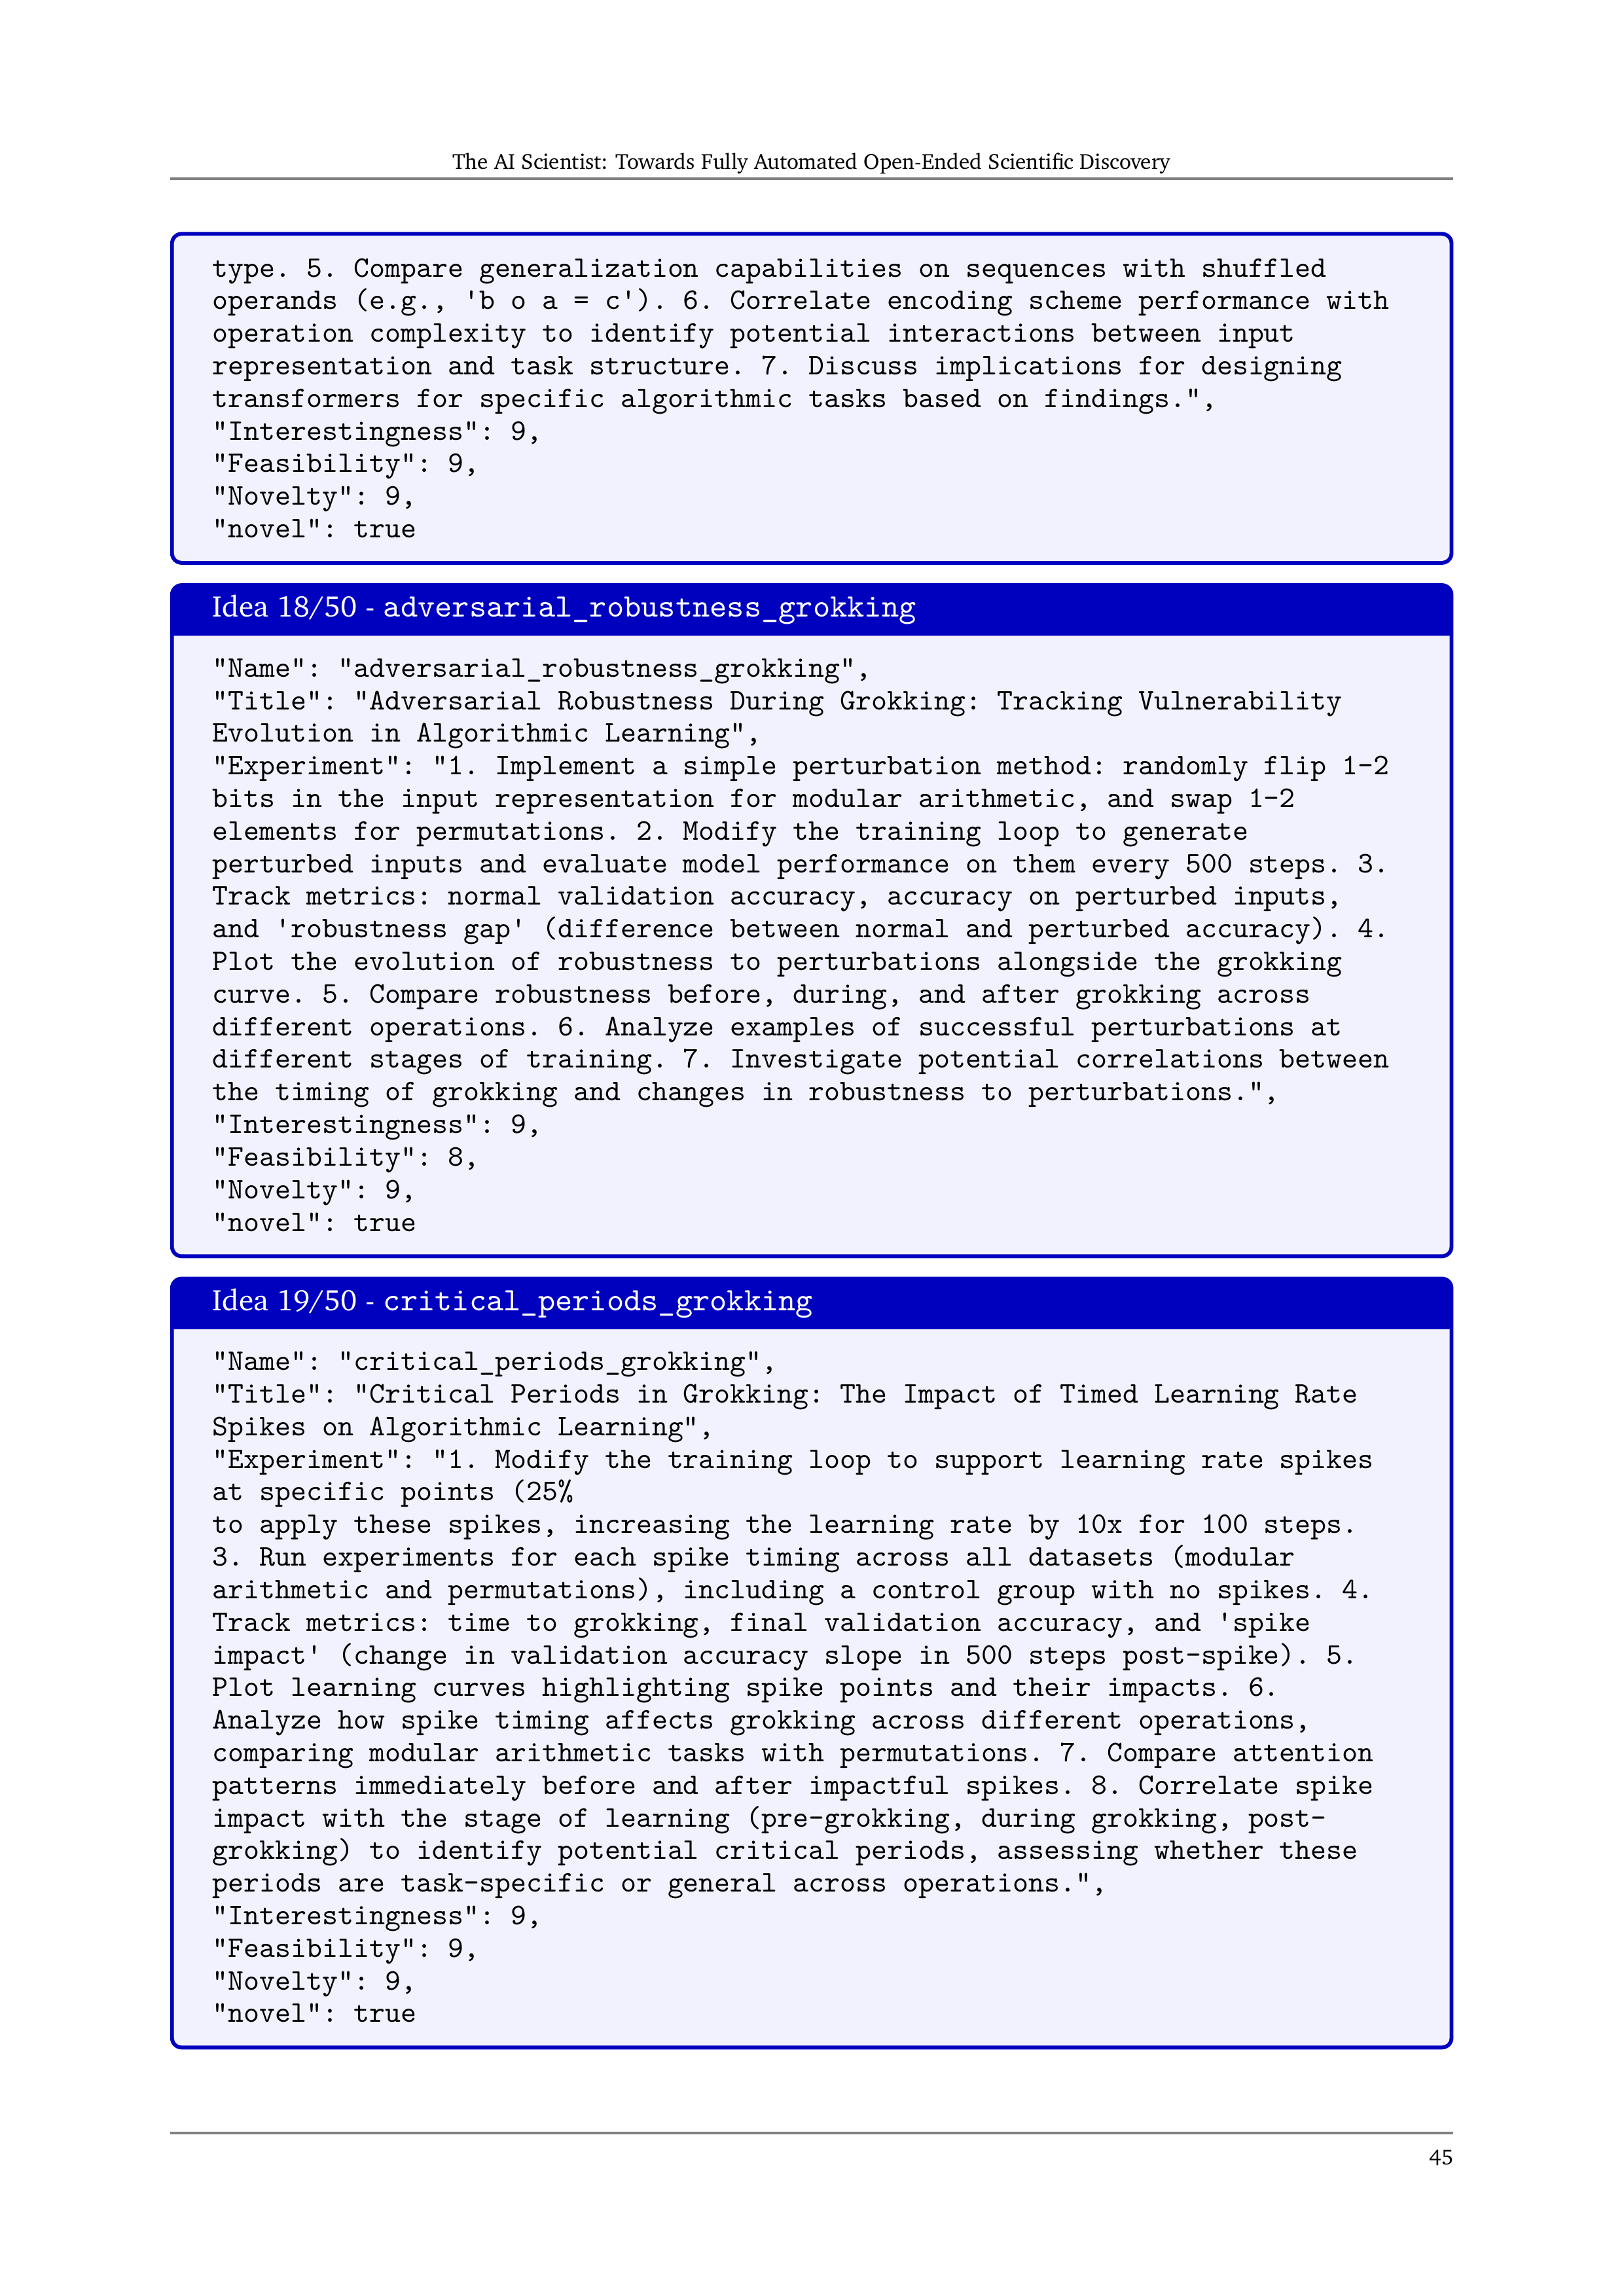 The AI Scientist: Towards Fully Automated Open-Ended Scientific Discovery
type. 5. Compare generalization capabilities on sequences with shuffled
operands (e.g., 'b o a = c'). 6. Correlate encoding scheme performance with
operation complexity to identify potential interactions between input
representation and task structure. 7. Discuss implications for designing
transformers for specific algorithmic tasks based on findings.",
"Interestingness": 9,
"Feasibility": 9,
"Novelty": 9,
"novel": true
Idea 18/50 - adversarial_robustness_grokking
"Name": "adversarial_robustness_grokking",
"Title": "Adversarial Robustness During Grokking: Tracking Vulnerability
Evolution in Algorithmic Learning",
"Experiment": "1. Implement a simple perturbation method: randomly flip 1-2
bits in the input representation for modular arithmetic, and swap 1-2
elements for permutations. 2. Modify the training loop to generate
perturbed inputs and evaluate model performance on them every 500 steps. 3.
Track metrics: normal validation accuracy, accuracy on perturbed inputs,
and 'robustness gap' (difference between normal and perturbed accuracy). 4.
Plot the evolution of robustness to perturbations alongside the grokking
curve. 5. Compare robustness before, during, and after grokking across
different operations. 6. Analyze examples of successful perturbations at
different stages of training. 7. Investigate potential correlations between
the timing of grokking and changes in robustness to perturbations.",
"Interestingness": 9,
"Feasibility": 8,
"Novelty": 9,
"novel": true
Idea 19/50 - critical_periods_grokking
"Name": "critical_periods_grokking",
"Title": "Critical Periods in Grokking: The Impact of Timed Learning Rate
Spikes on Algorithmic Learning",
"Experiment": "1. Modify the training loop to support learning rate spikes
at specific points (25%
to apply these spikes, increasing the learning rate by 10x for 100 steps.
3. Run experiments for each spike timing across all datasets (modular
arithmetic and permutations), including a control group with no spikes. 4.
Track metrics: time to grokking, final validation accuracy, and 'spike
impact' (change in validation accuracy slope in 500 steps post-spike). 5.
Plot learning curves highlighting spike points and their impacts. 6.
Analyze how spike timing affects grokking across different operations,
comparing modular arithmetic tasks with permutations. 7. Compare attention
patterns immediately before and after impactful spikes. 8. Correlate spike
impact with the stage of learning (pre-grokking, during grokking, post-
grokking) to identify potential critical periods, assessing whether these
periods are task-specific or general across operations.",
"Interestingness": 9,
"Feasibility": 9,
"Novelty": 9,
"novel": true
45